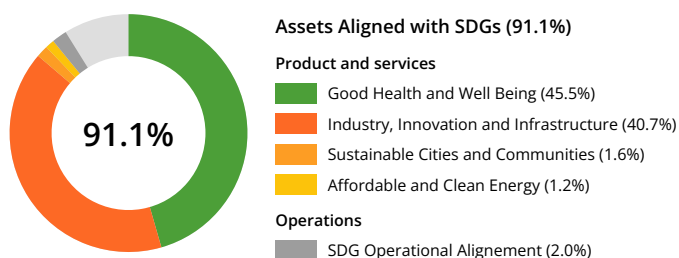 Assets Aligned with SDGs (91.1%)
Product and services
Good Health and Well Being (45.5%)
Industry, Innovation and Infrastructure (40.7%)
91.1%
Sustainable Cities and Communities (1.6%)
Affordable and Clean Energy (1.2%)
Operations
SDG Operational Alignement (2.0%)